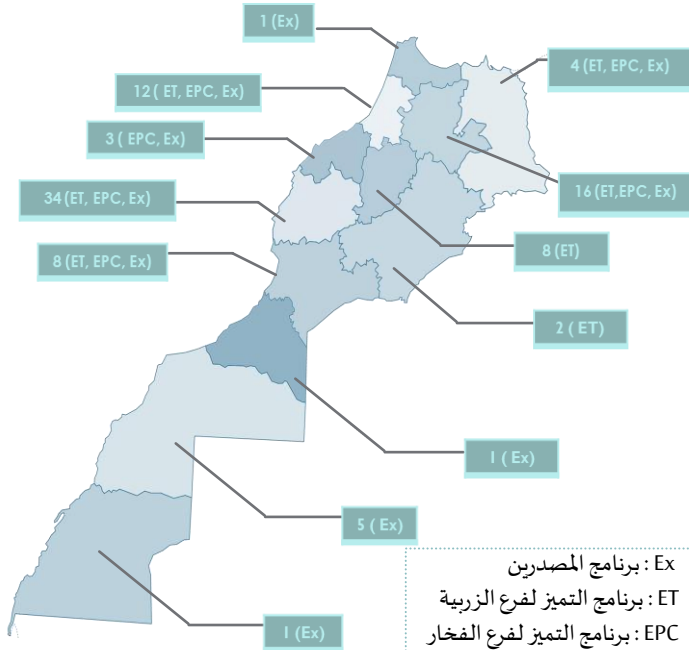 1 (Ex)
4 (ET, EPC, Ex)
12 ( ET, EPC, Ex)
3 ( EPC, Ex)
16 (ET,EPC, Ex)
34 (ET, EPC, Ex)
8 (ET)
8 (ET, EPC, Ex)
2 ( ET)
1 ( Ex)
5 ( Ex)
1 (Ex)
Ex : برنامج المصدرين
ET : برنامج التميز لفرع الزربية
EPC : برنامج التميز لفرع الفخار